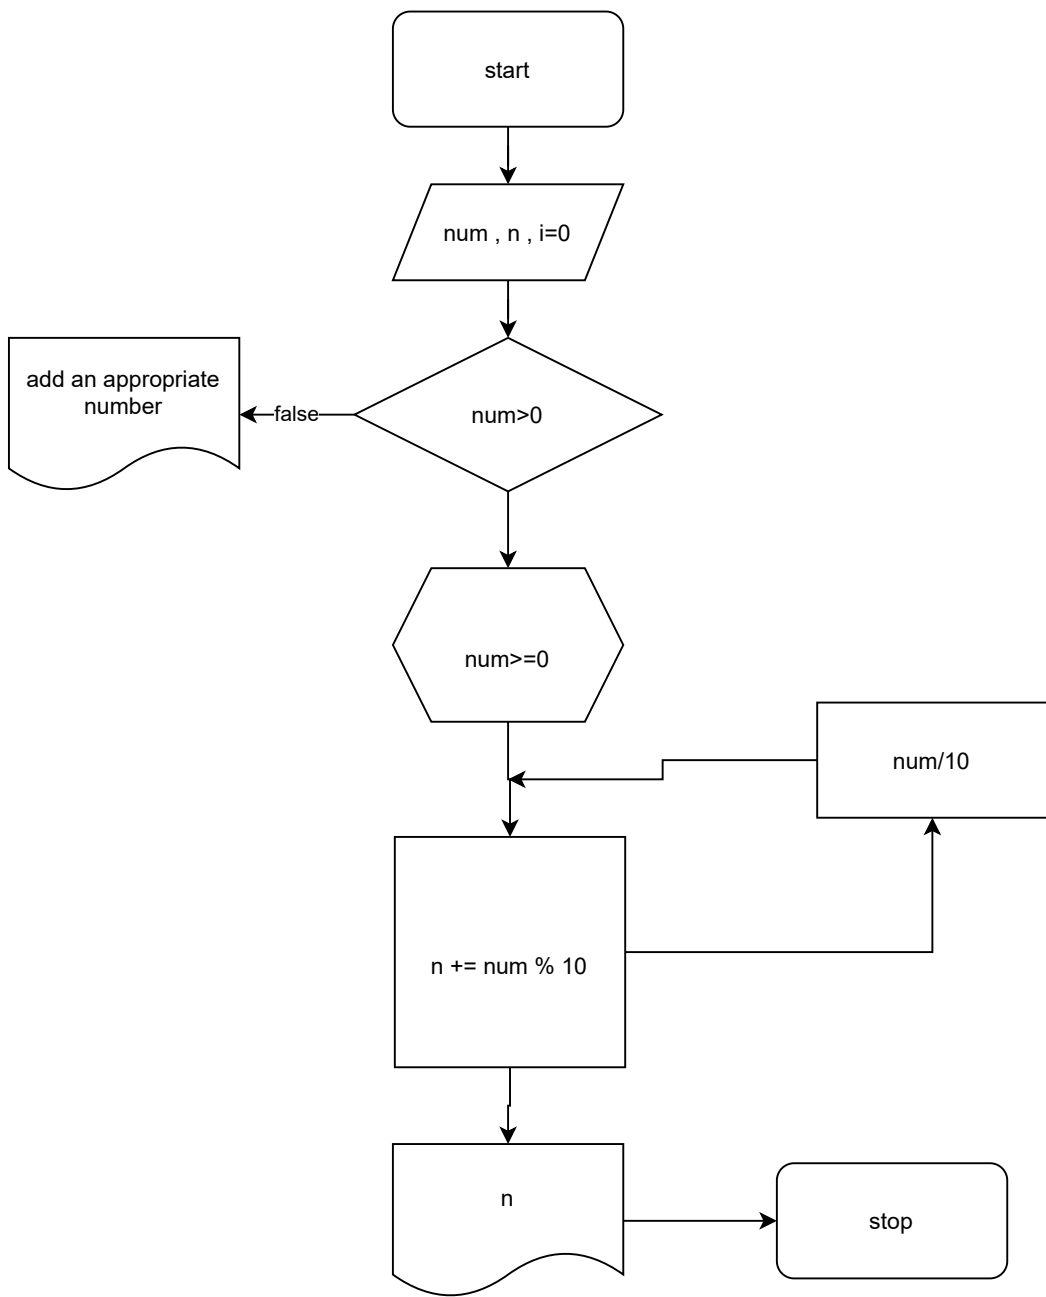 start
num , n , i=0
add an appropriate
number
false
num>0
num>=0
num/10
n += num % 10
n
stop